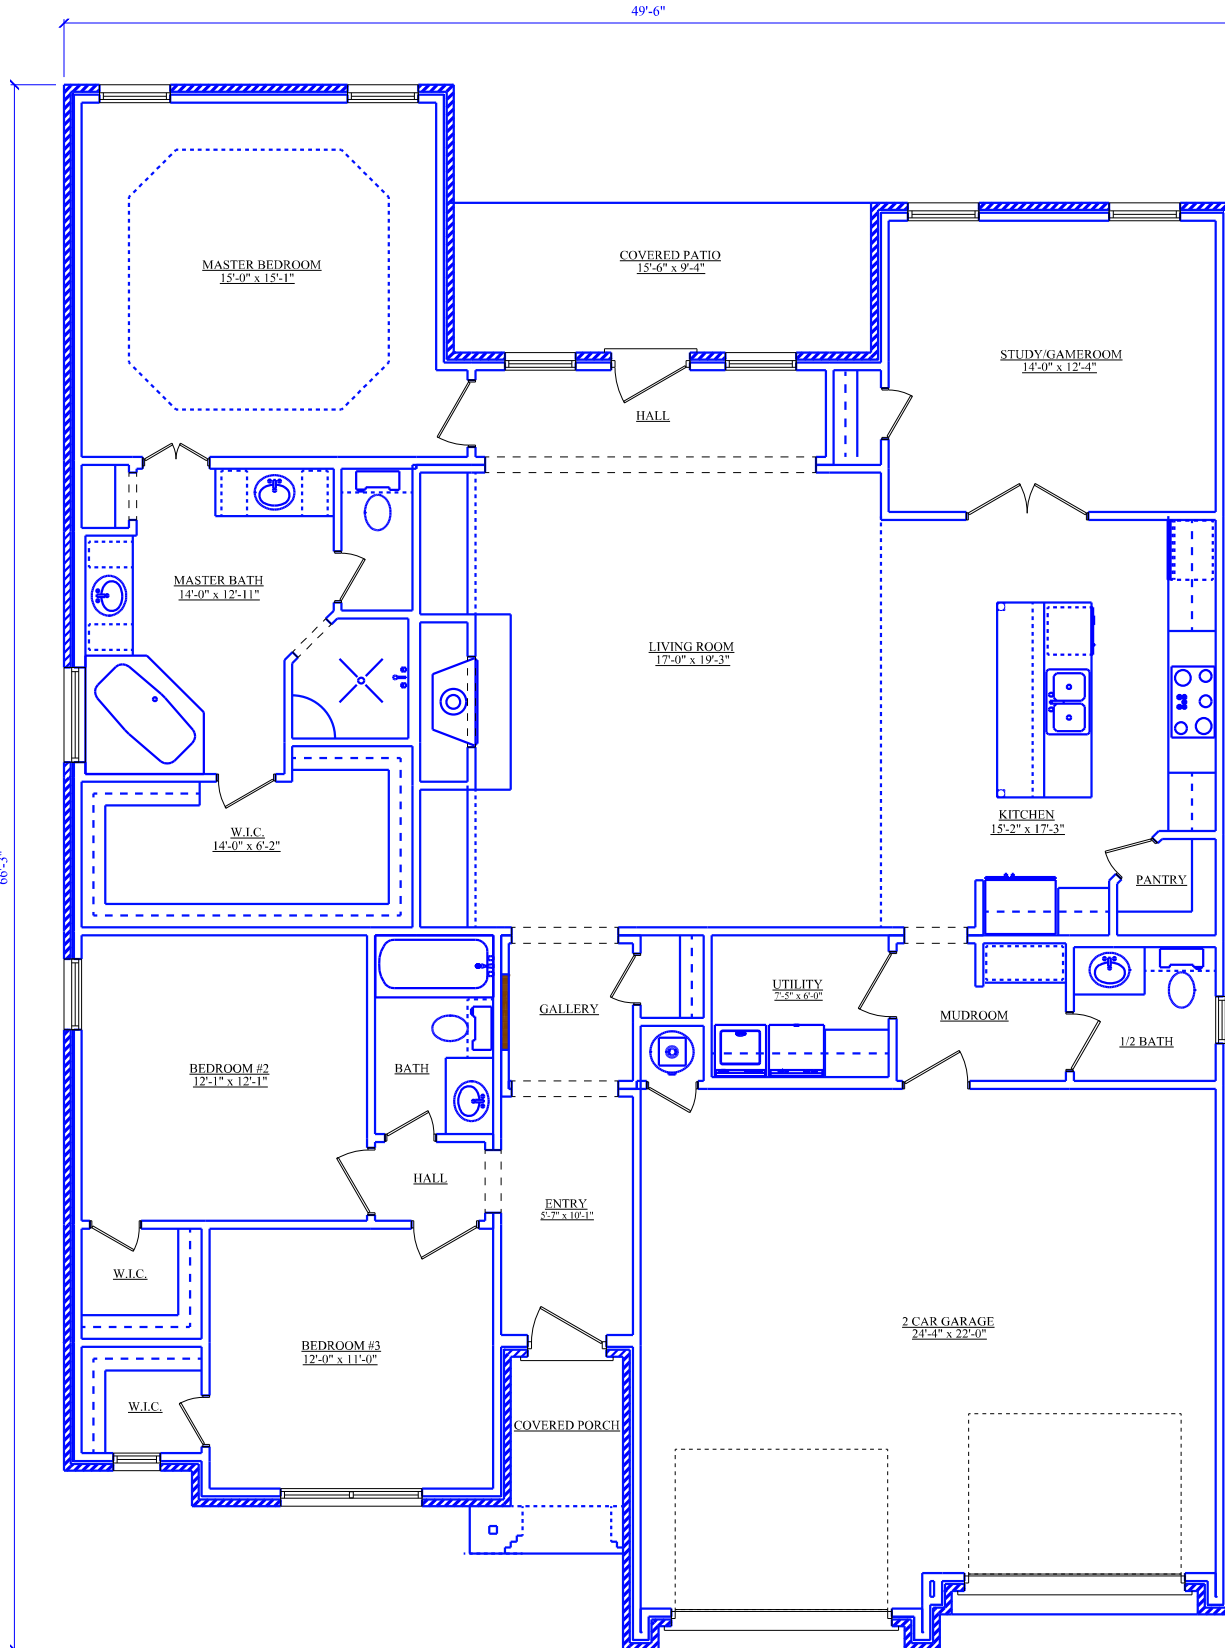 49'-6"
MASTER BEDROOM
15'-0" x 15'-1"
COVERED PATIO
15'-6" x 9'-4"
STUDY/GAMEROOM
14'-0" x 12'-4"
HALL
MASTER BATH
14'-0" x 12'-11"
LIVING ROOM
17'-0" x 19'-3"
KITCHEN
15'-2" x 17'-3"
W.I.C.
14'-0" x 6'-2"
66'-3"
PANTRY
UTILITY
7'-5" x 6'-0"
GALLERY
MUDROOM
1/2 BATH
BEDROOM #2
12'-1" x 12'-1"
BATH
HALL
ENTRY
5'-7" x 10'-1"
W.I.C.
2 CAR GARAGE
24'-4" x 22'-0"
BEDROOM #3
12'-0" x 11'-0"
W.I.C.
COVERED PORCH